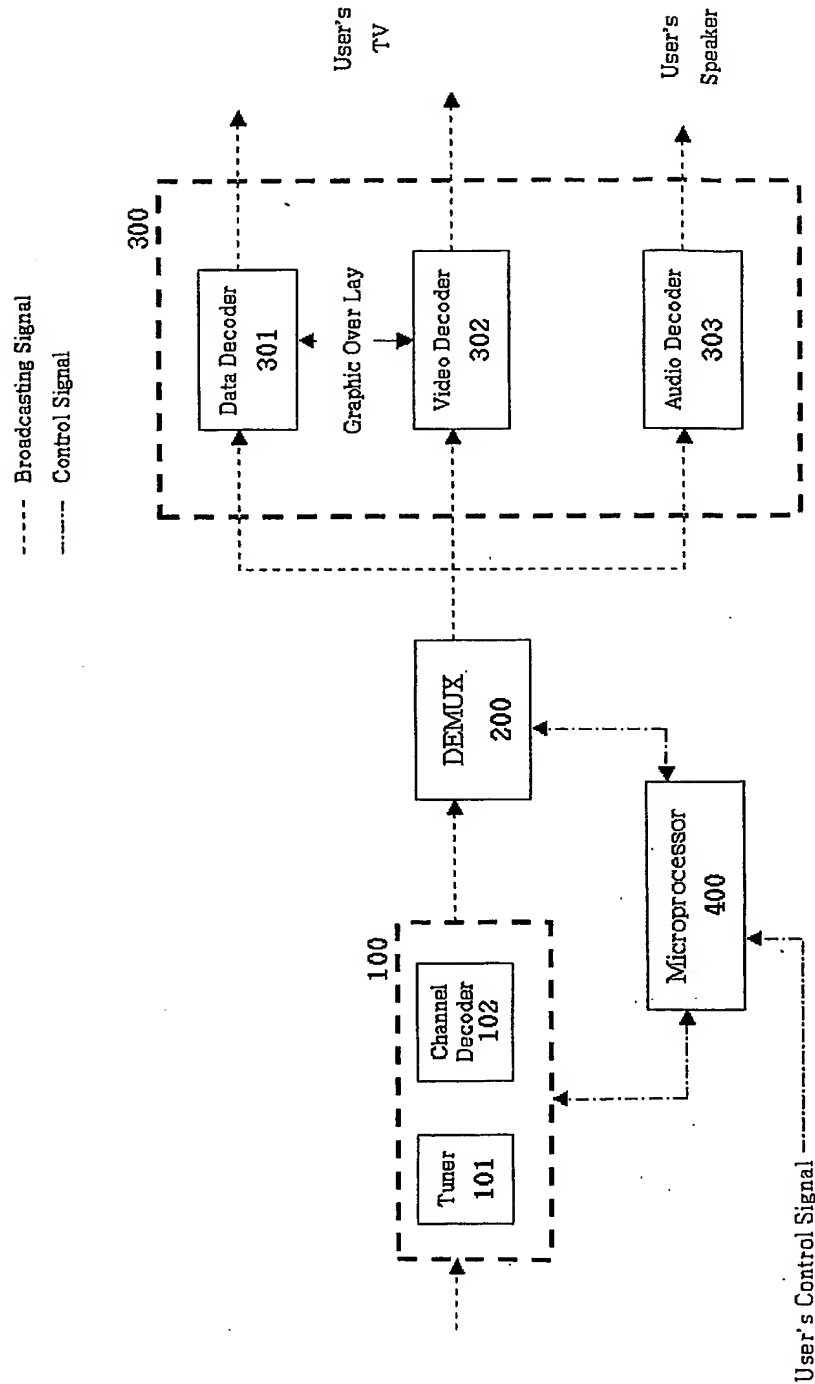 ---- Broadcasting Signal
-·-·- Control Signal
300
Data Decoder
301
Graphic Over Lay
Video Decoder
302
Audio Decoder
303
User's
TV
User's
Speaker
DEMUX
200
100
Tuner
101
Channel
Decoder
102
Microprocessor
400
User's Control Signal